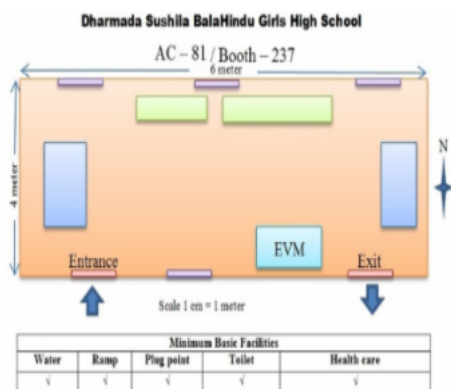 Dharmada Sushila BalaHindu Girls High School
AC – 81/Booth – 237
6 meter
4 meter
N
EVM
Entrance
Exit
Scale 1 cm = 1 meter
Minimum Basic Facilities
Water Ramp Plug point Toilet Health care
√ √ √ √ √